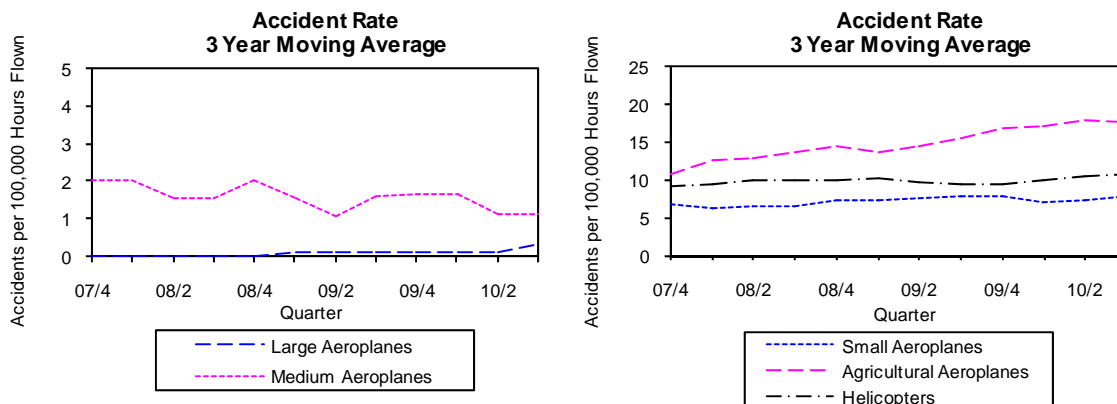 Accident Rate
3 Year Moving Average
Accidents per 100,000 Hours Flown
5
4
3
2
1
0
07/4 08/2 08/4 09/2 09/4 10/2
Quarter
Large Aeroplanes
Medium Aeroplanes
Accident Rate
3 Year Moving Average
Accidents per 100,000 Hours Flown
25
20
15
10
5
0
07/4 08/2 08/4 09/2 09/4 10/2
Quarter
Small Aeroplanes
Agricultural Aeroplanes
Helicopters